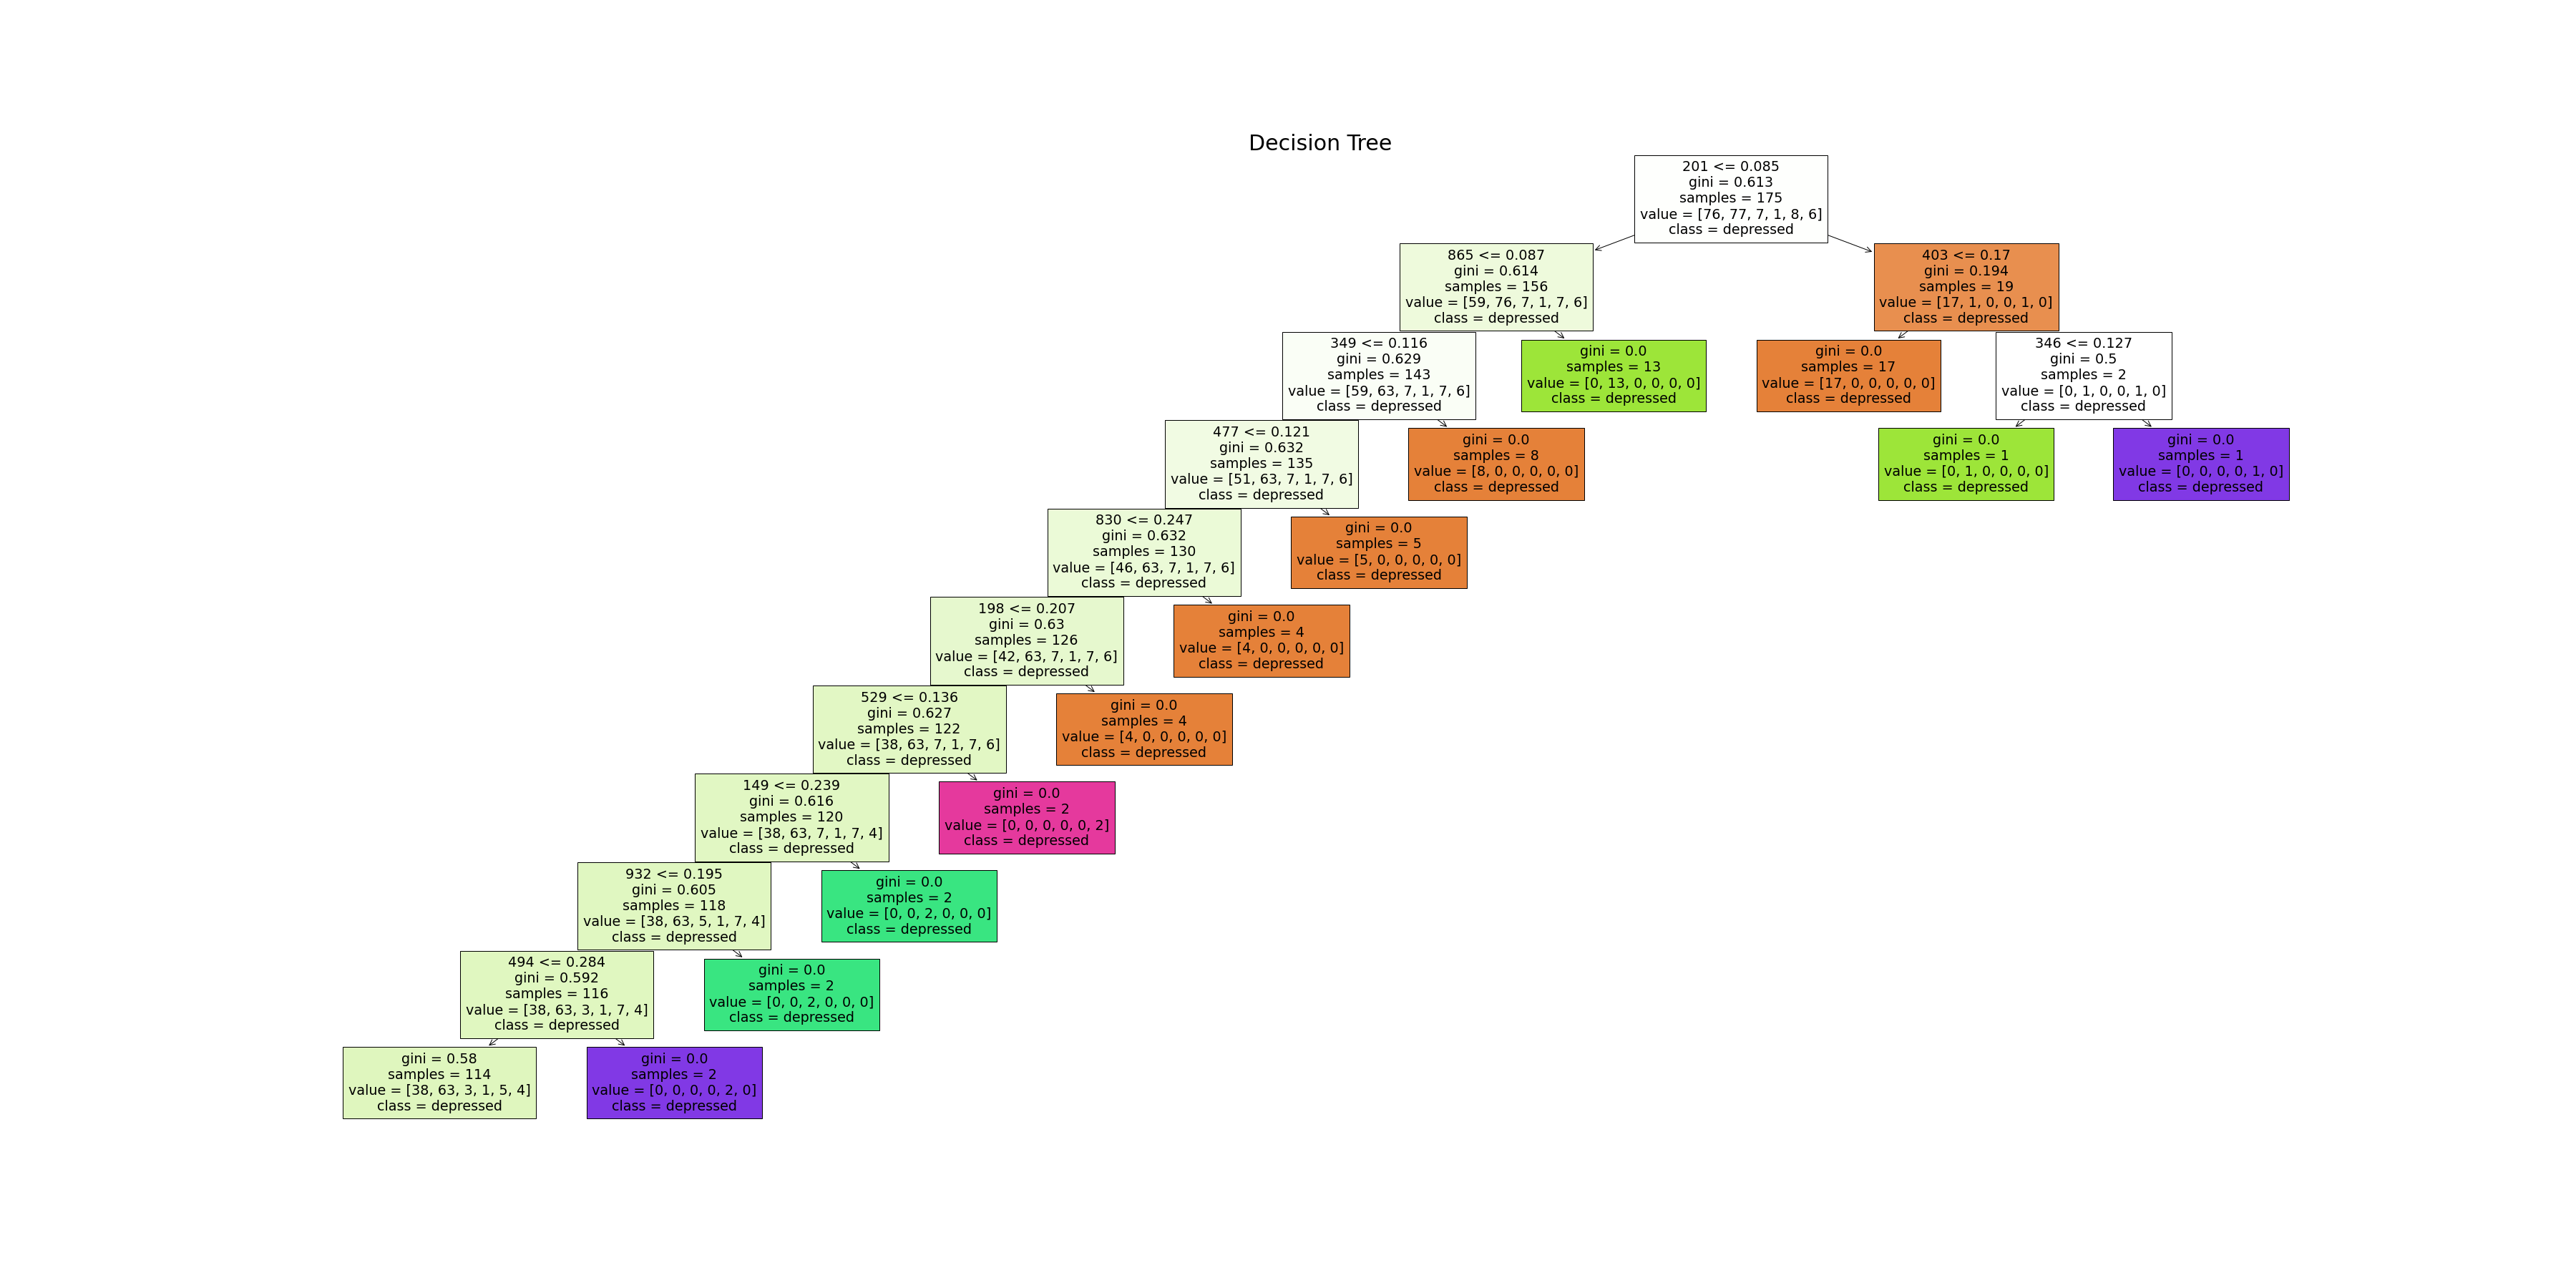 Decision Tree
201 <= 0.085
gini = 0.613
samples = 175
value = [76, 77, 7, 1, 8, 6]
class = depressed
865 <= 0.087
gini = 0.614
samples = 156
value = [59, 76, 7, 1, 7, 6]
class = depressed
403 <= 0.17
gini = 0.194
samples = 19
value = [17, 1, 0, 0, 1, 0]
class = depressed
349 <= 0.116
gini = 0.629
samples = 143
value = [59, 63, 7, 1, 7, 6]
class = depressed
gini = 0.0
samples = 13
value = [0, 13, 0, 0, 0, 0]
class = depressed
gini = 0.0
samples = 17
value = [17, 0, 0, 0, 0, 0]
class = depressed
346 <= 0.127
gini = 0.5
samples = 2
value = [0, 1, 0, 0, 1, 0]
class = depressed
477 <= 0.121
gini = 0.632
samples = 135
value = [51, 63, 7, 1, 7, 6]
class = depressed
gini = 0.0
samples = 8
value = [8, 0, 0, 0, 0, 0]
class = depressed
gini = 0.0
samples = 1
value = [0, 1, 0, 0, 0, 0]
class = depressed
gini = 0.0
samples = 1
value = [0, 0, 0, 0, 1, 0]
class = depressed
830 <= 0.247
gini = 0.632
samples = 130
value = [46, 63, 7, 1, 7, 6]
class = depressed
gini = 0.0
samples = 5
value = [5, 0, 0, 0, 0, 0]
class = depressed
198 <= 0.207
gini = 0.63
samples = 126
value = [42, 63, 7, 1, 7, 6]
class = depressed
gini = 0.0
samples = 4
value = [4, 0, 0, 0, 0, 0]
class = depressed
529 <= 0.136
gini = 0.627
samples = 122
value = [38, 63, 7, 1, 7, 6]
class = depressed
gini = 0.0
samples = 4
value = [4, 0, 0, 0, 0, 0]
class = depressed
149 <= 0.239
gini = 0.616
samples = 120
value = [38, 63, 7, 1, 7, 4]
class = depressed
gini = 0.0
samples = 2
value = [0, 0, 0, 0, 0, 2]
class = depressed
932 <= 0.195
gini = 0.605
samples = 118
value = [38, 63, 5, 1, 7, 4]
class = depressed
gini = 0.0
samples = 2
value = [0, 0, 2, 0, 0, 0]
class = depressed
494 <= 0.284
gini = 0.592
samples = 116
value = [38, 63, 3, 1, 7, 4]
class = depressed
gini = 0.0
samples = 2
value = [0, 0, 2, 0, 0, 0]
class = depressed
gini = 0.58
samples = 114
value = [38, 63, 3, 1, 5, 4]
class = depressed
gini = 0.0
samples = 2
value = [0, 0, 0, 0, 2, 0]
class = depressed